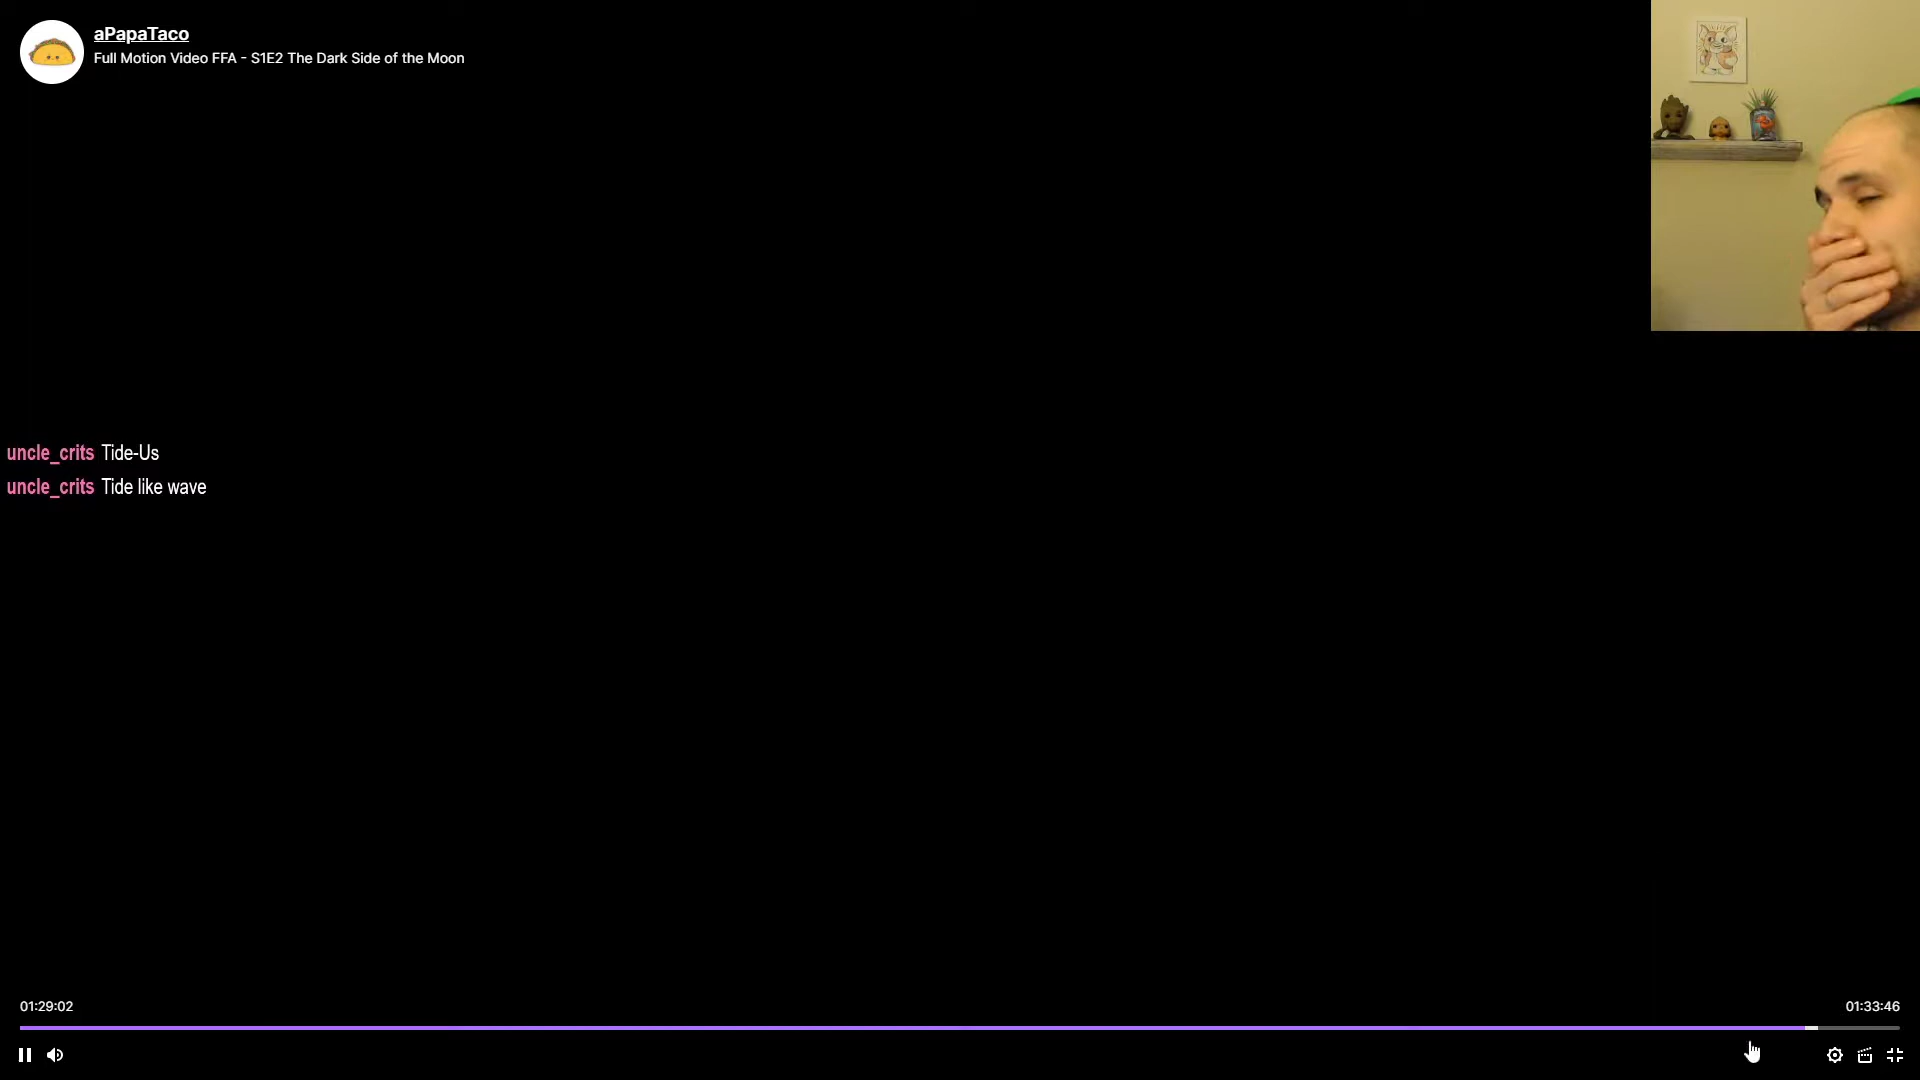 aPapaTaco
Full Motion Video FFA - S1E2 The Dark Side of the Moon
uncle_crits Tide-Us
uncle_crits Tide like wave
01:29:02
01:33:46